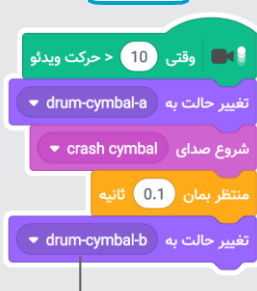 وقتی 10 < حرکت ویدئو
تغییر حالت به drum-cymbal-a
شروع صدای crash cymbal
منتظر بمان 0.1 ثانیه
تغییر حالت به drum-cymbal-b